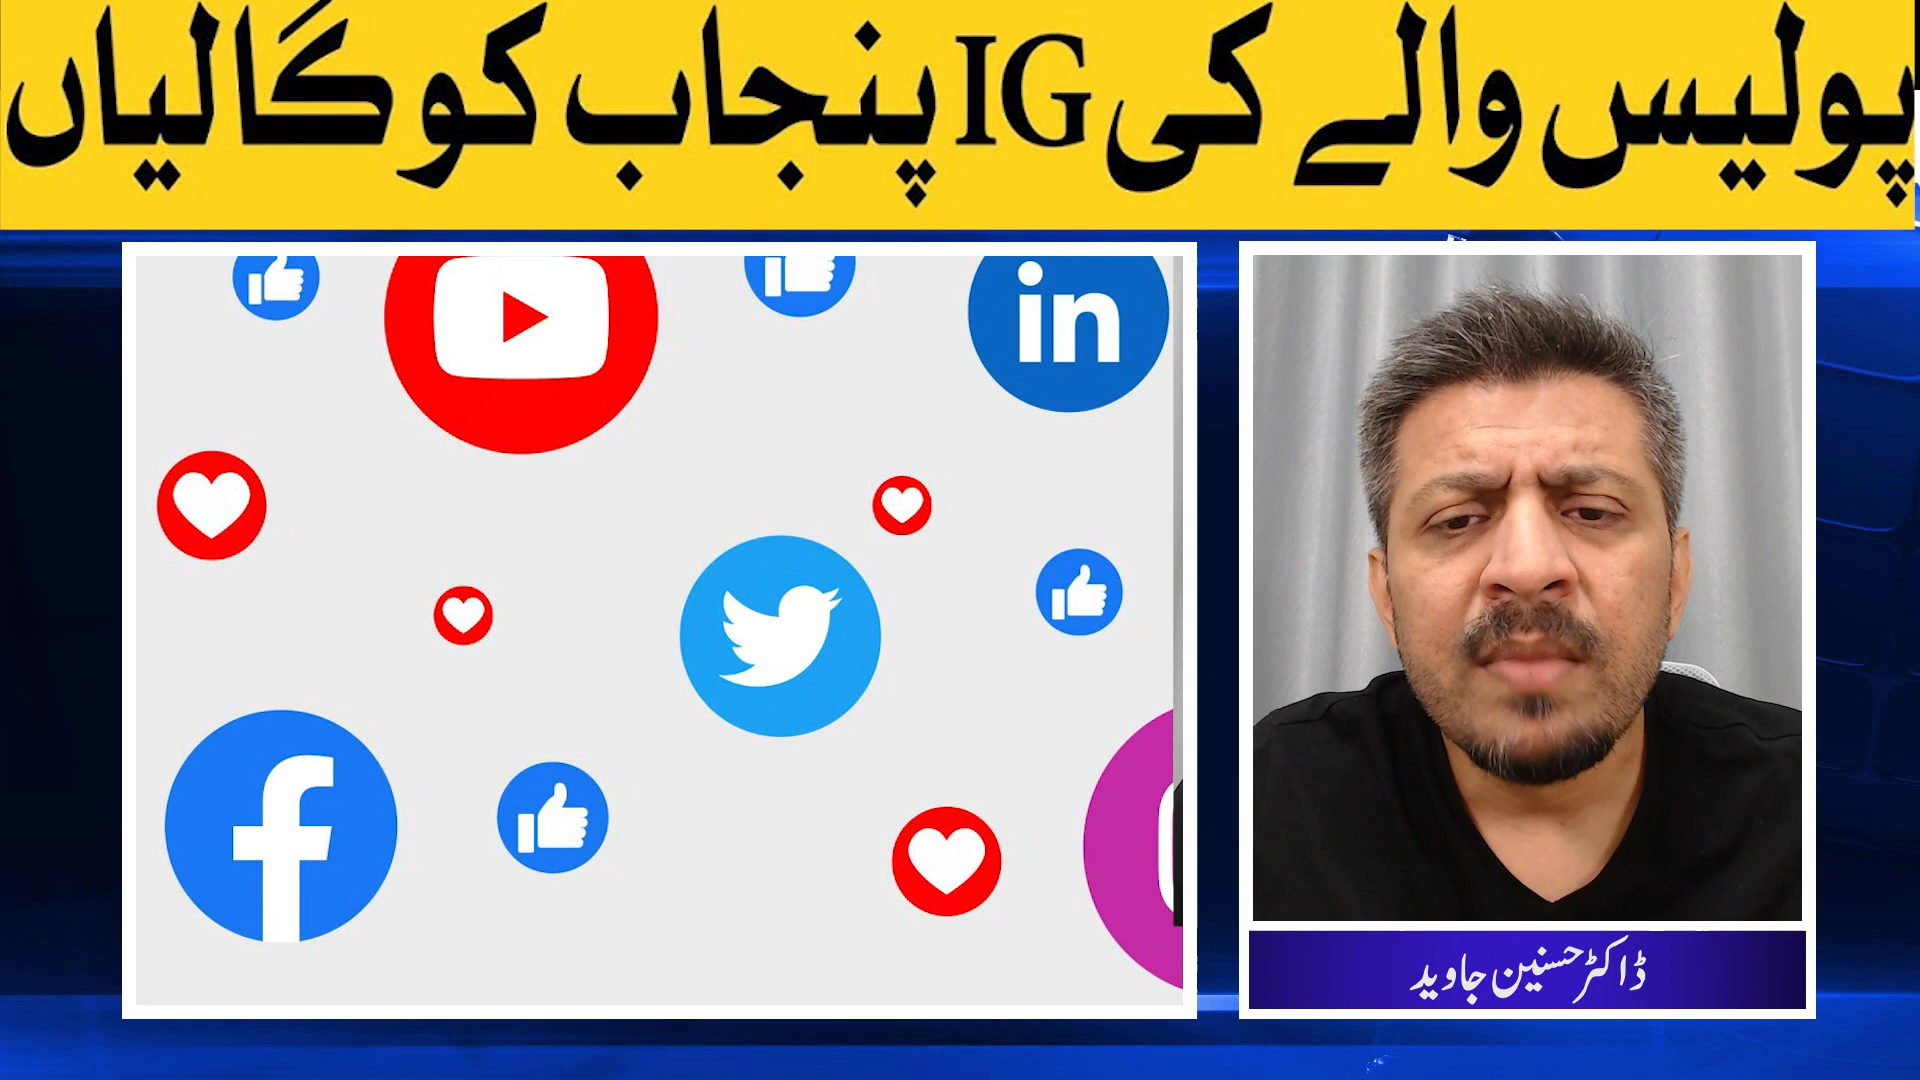 پولیس والے کی IG پنجاب کو گالیاں
in
ڈاکٹر حسنین جاوید